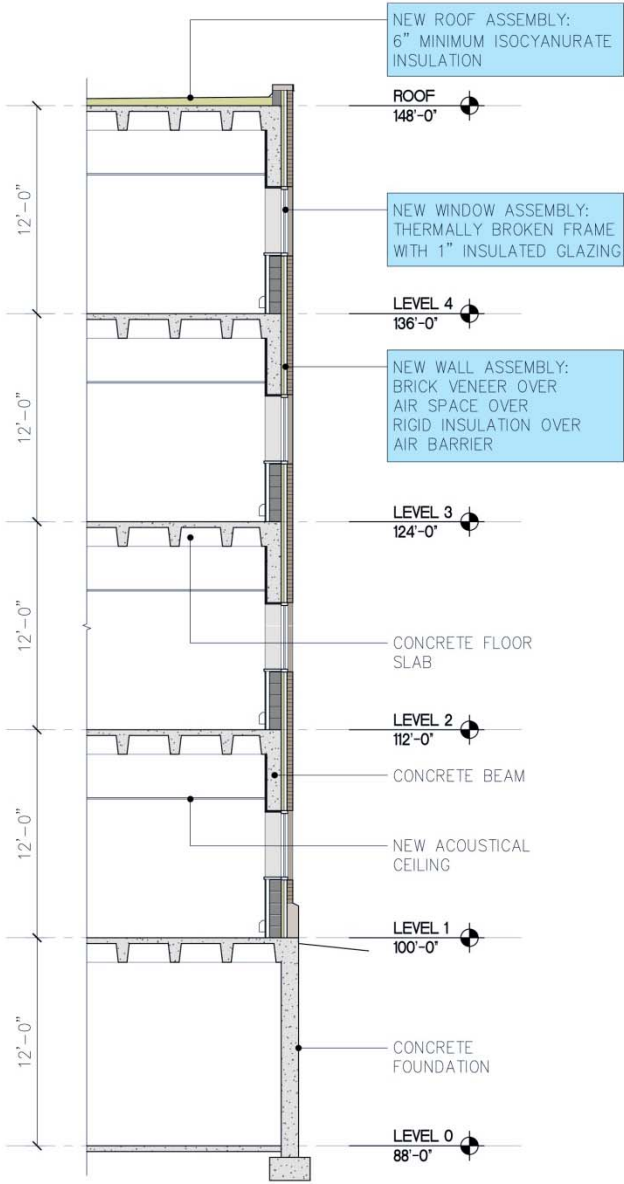 NEW ROOF ASSEMBLY:
6" MINIMUM ISOCYANURATE
INSULATION
ROOF
148'-0"
12'-0"
NEW WINDOW ASSEMBLY:
THERMALLY BROKEN FRAME
WITH 1" INSULATED GLAZING
LEVEL 4
136'-0"
NEW WALL ASSEMBLY:
BRICK VENEER OVER
AIR SPACE OVER
RIGID INSULATION OVER
AIR BARRIER
12'-0"
LEVEL 3
124'-0"
12'-0"
CONCRETE FLOOR
SLAB
LEVEL 2
112'-0"
CONCRETE BEAM
12'-0"
NEW ACOUSTICAL
CEILING
LEVEL 1
100'-0"
12'-0"
CONCRETE
FOUNDATION
LEVEL 0
88'-0"